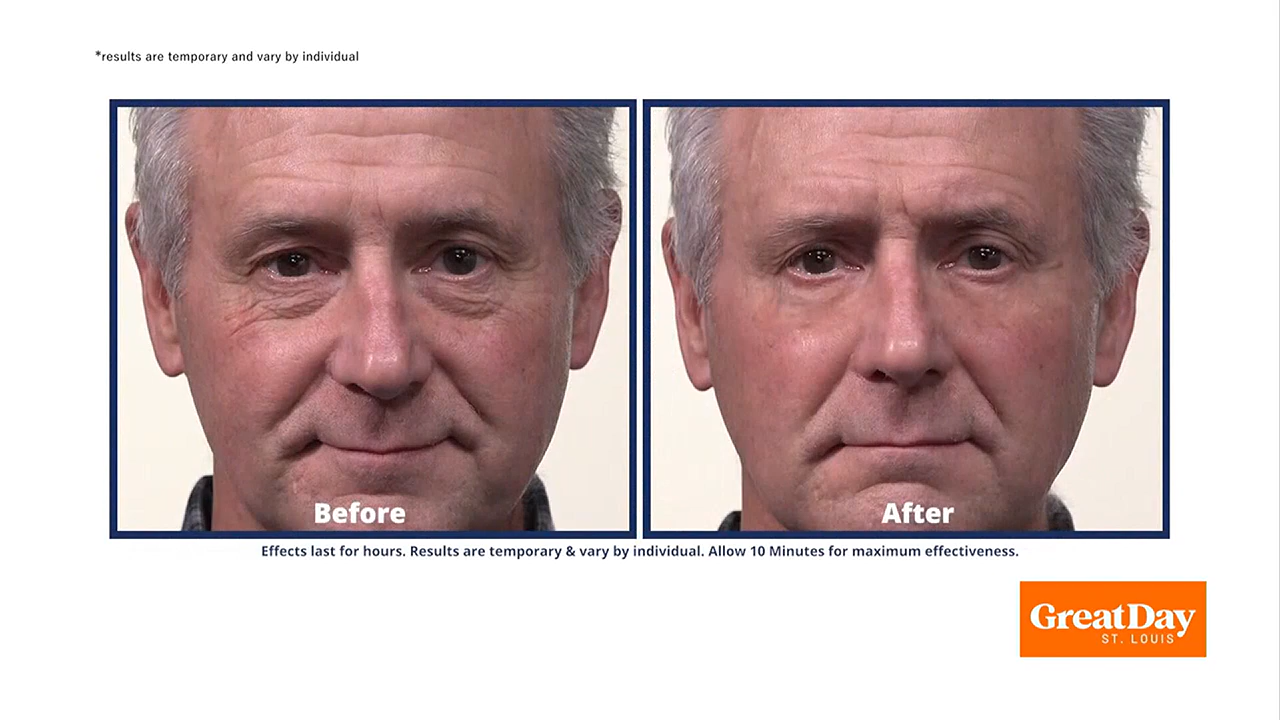 *results are temporary and vary by individual
Before
After
Effects last for hours. Results are temporary & vary by individual. Allow 10 Minutes for maximum effectiveness.
GreatDay
ST. LOUIS